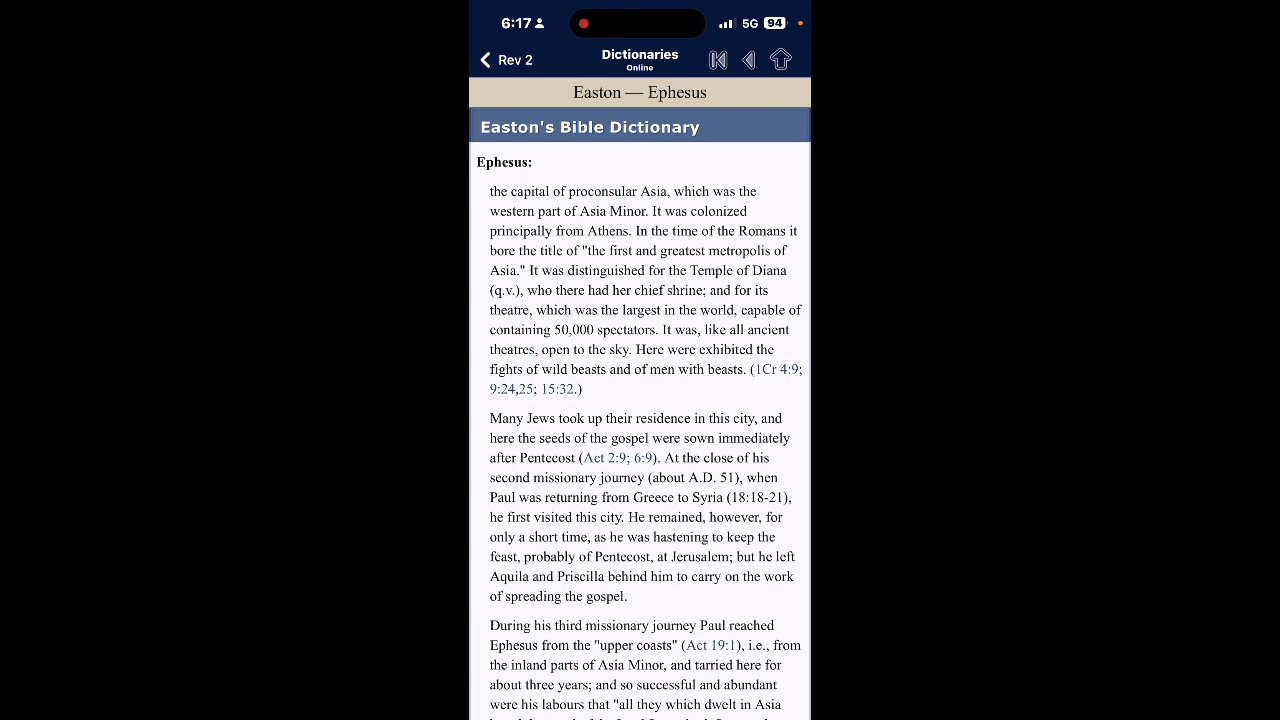 6:17
5G 94
Rev 2
Dictionaries
Online
Easton — Ephesus
Easton's Bible Dictionary
Ephesus:
the capital of proconsular Asia, which was the
western part of Asia Minor. It was colonized
principally from Athens. In the time of the Romans it
bore the title of "the first and greatest metropolis of
Asia." It was distinguished for the Temple of Diana
(q.v.), who there had her chief shrine; and for its
theatre, which was the largest in the world, capable of
containing 50,000 spectators. It was, like all ancient
theatres, open to the sky. Here were exhibited the
fights of wild beasts and of men with beasts. (1Cr 4:9;
9:24,25; 15:32.)
Many Jews took up their residence in this city, and
here the seeds of the gospel were sown immediately
after Pentecost (Act 2:9; 6:9). At the close of his
second missionary journey (about A.D. 51), when
Paul was returning from Greece to Syria (18:18-21),
he first visited this city. He remained, however, for
only a short time, as he was hastening to keep the
feast, probably of Pentecost, at Jerusalem; but he left
Aquila and Priscilla behind him to carry on the work
of spreading the gospel.
During his third missionary journey Paul reached
Ephesus from the "upper coasts" (Act 19:1), i.e., from
the inland parts of Asia Minor, and tarried here for
about three years; and so successful and abundant
were his labours that "all they which dwelt in Asia